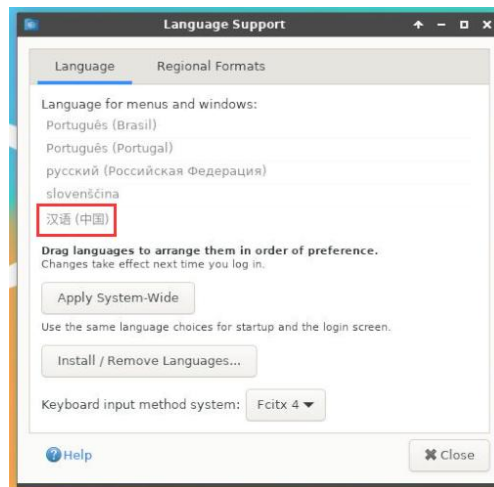 Language Support
Language Regional Formats
Language for menus and windows:
Português (Brasil)
Português (Portugal)
русский (Российская Федерация)
slovenščina
汉语 (中国)
Drag languages to arrange them in order of preference.
Changes take effect next time you log in.
Apply System-Wide
Use the same language choices for startup and the login screen.
Install / Remove Languages...
Keyboard input method system: Fcitx 4
Help Close